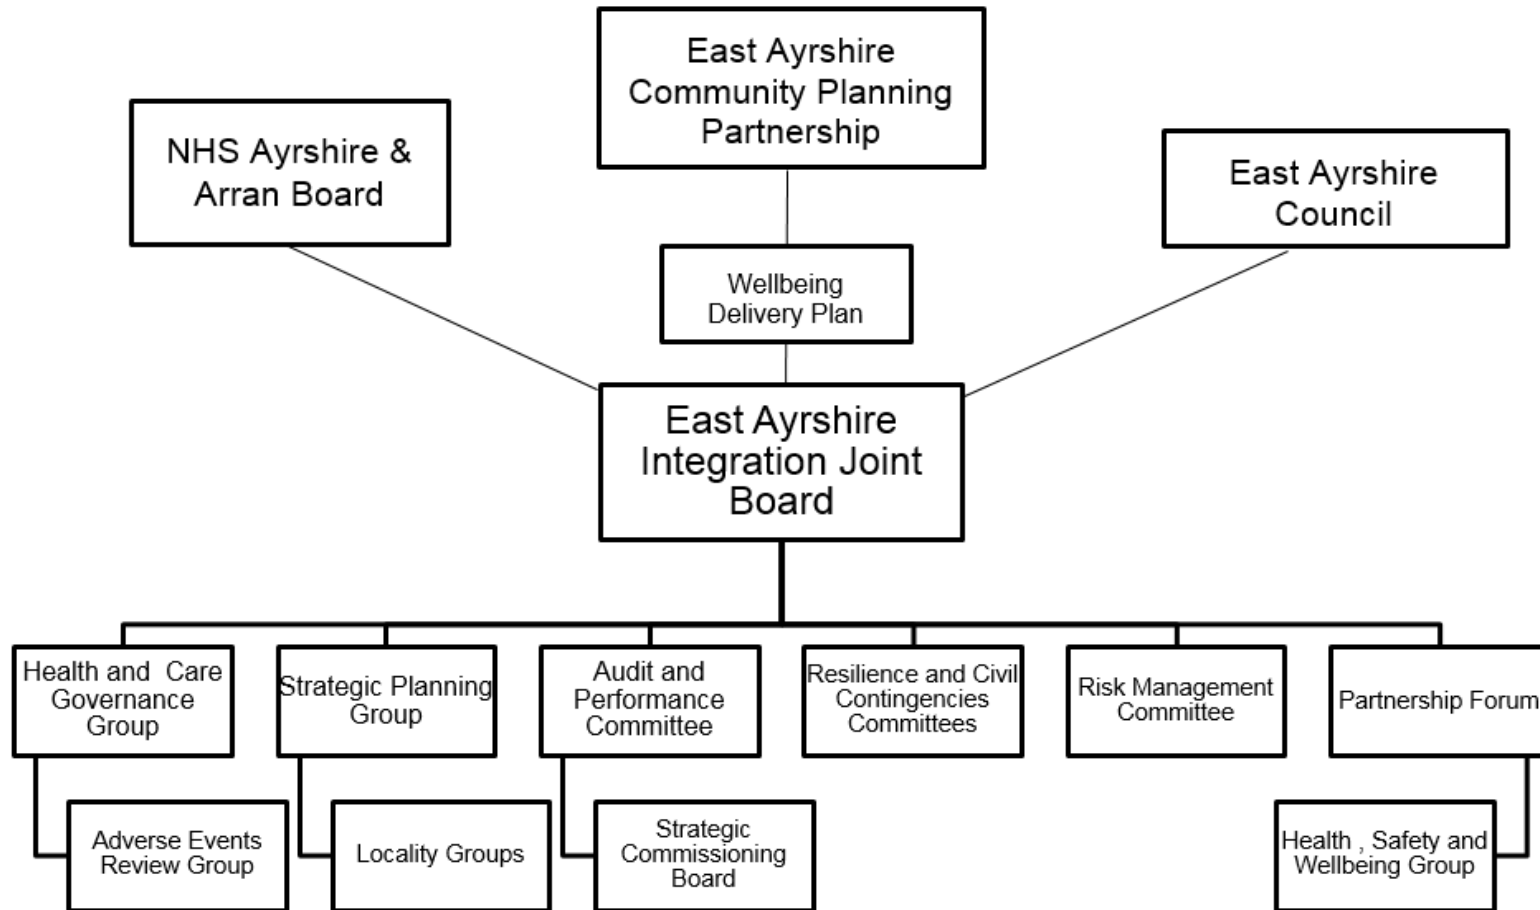 East Ayrshire
Community Planning
Partnership
NHS Ayrshire &
Arran Board
East Ayrshire
Council
Wellbeing
Delivery Plan
East Ayrshire
Integration Joint
Board
Health and Care
Governance
Group
Strategic Planning
Group
Audit and
Performance
Committee
Resilience and Civil
Contingencies
Committees
Risk Management
Committee
Partnership Forum
Adverse Events
Review Group
Locality Groups
Strategic
Commissioning
Board
Health , Safety and
Wellbeing Group